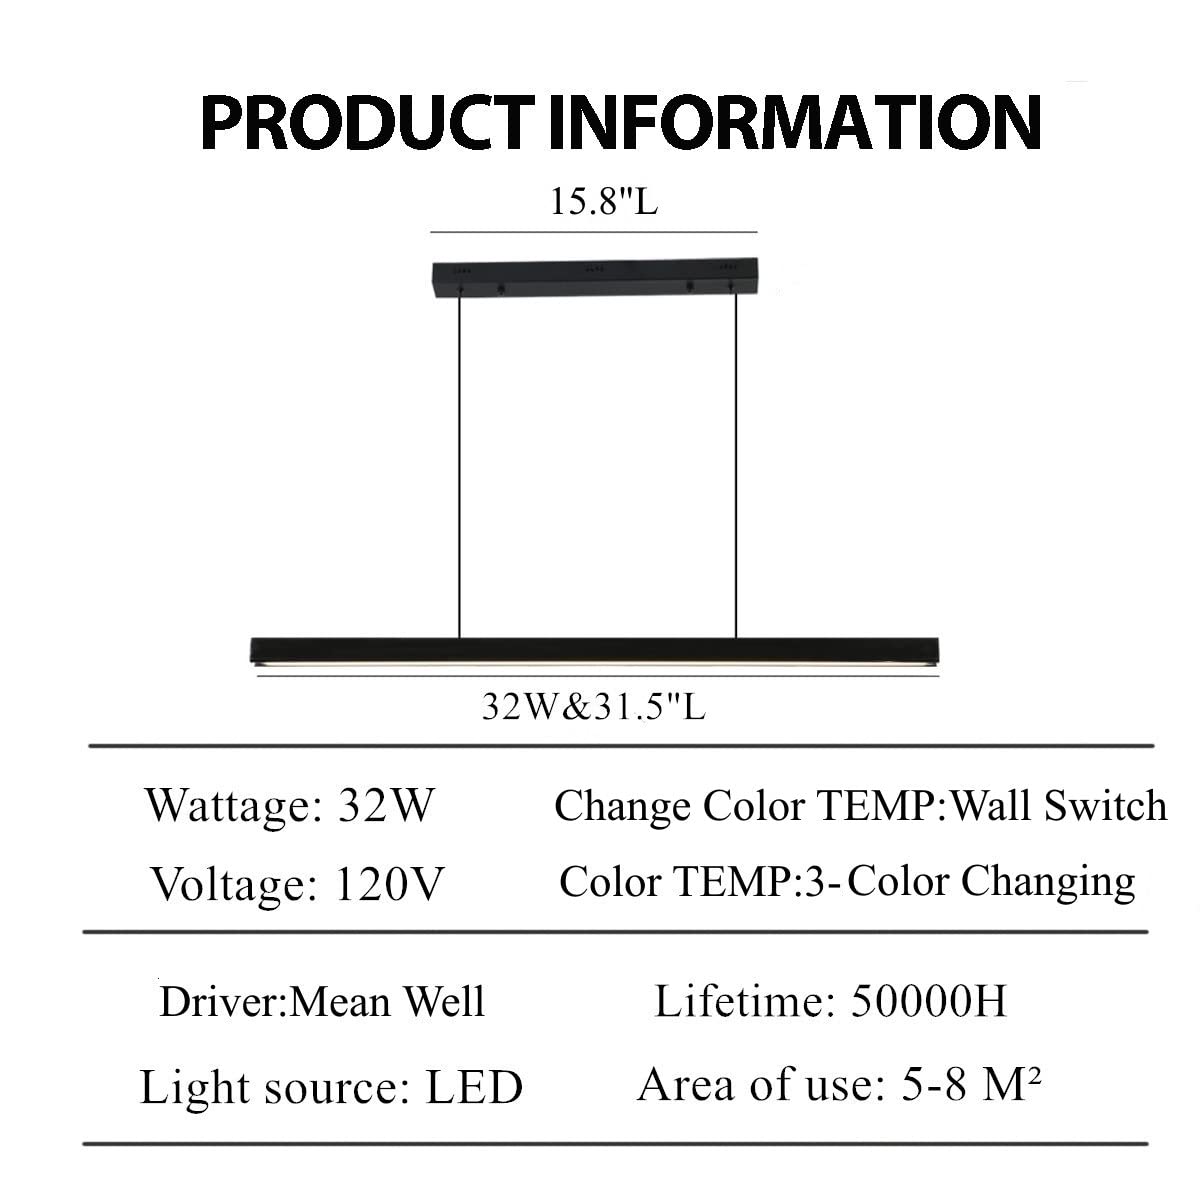 PRODUCT INFORMATION
15.8"L
32W&31.5"L
Wattage: 32W
Change Color TEMP:Wall Switch
Voltage: 120V
Color TEMP:3-Color Changing
Driver:Mean Well
Lifetime: 50000H
Light source: LED
Area of use: 5-8 M²